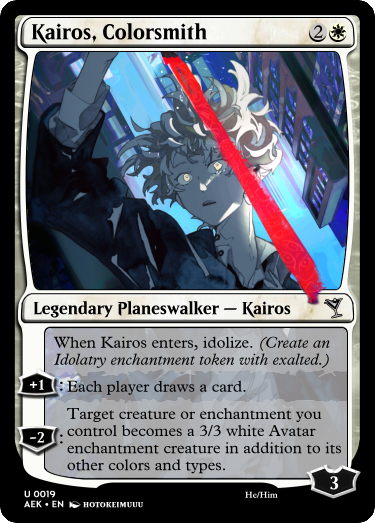 Kairos, Colorsmith 2
Legendary Planeswalker — Kairos
When Kairos enters, idolize. (Create an
Idolatry enchantment token with exalted.)
+1: Each player draws a card.
Target creature or enchantment you
control becomes a 3/3 white Avatar
-2: enchantment creature in addition to its
other colors and types.
3
U 0019
He/Him
AEK • EN HOTOKEIMUUU